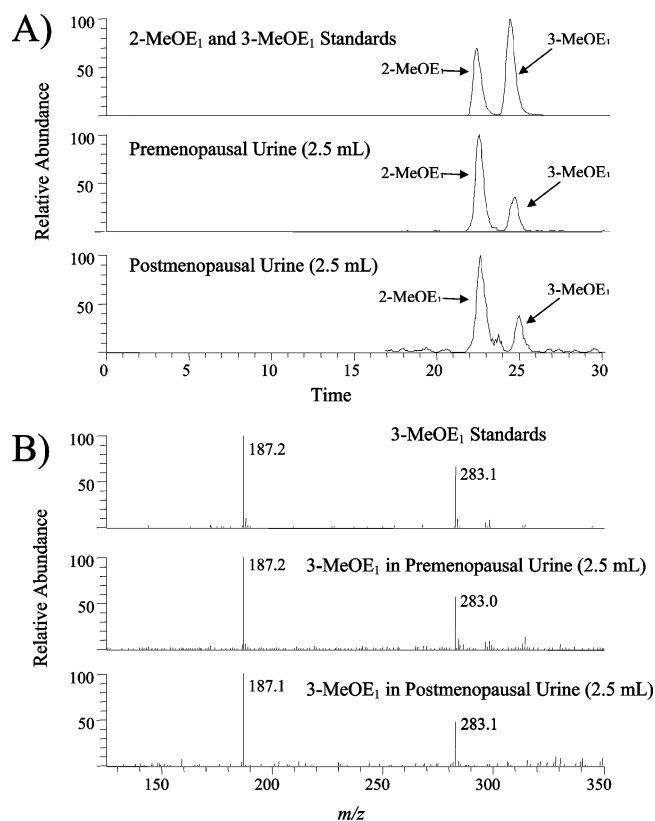 A)
2-MeOE₁ and 3-MeOE₁ Standards
2-MeOE₁
3-MeOE₁
100
50
Premenopausal Urine (2.5 mL)
2-MeOE₁
3-MeOE₁
100
50
Postmenopausal Urine (2.5 mL)
2-MeOE₁
3-MeOE₁
100
50
0
0 5 10 15 20 25 30
Time
Relative Abundance
B)
3-MeOE₁ Standards
100
50
187.2
283.1
3-MeOE₁ in Premenopausal Urine (2.5 mL)
100
50
187.2
283.0
3-MeOE₁ in Postmenopausal Urine (2.5 mL)
100
50
187.1
283.1
150 200 250 300 350
m/z
Relative Abundance